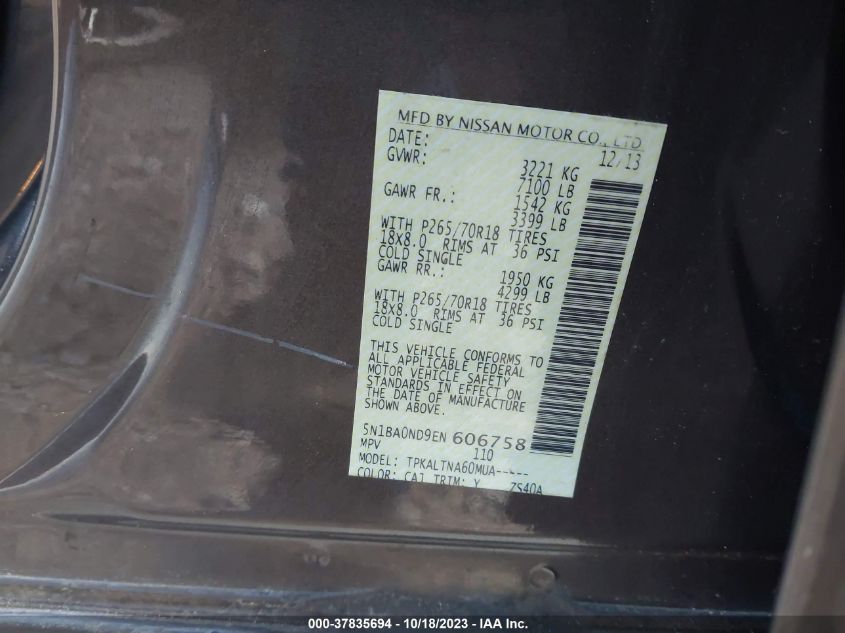 MFD BY NISSAN MOTOR CO., LTD
DATE: 12/13
GVWR: 3221 KG
7100 LB
GAWR FR.: 1542 KG
3399 LB
WITH P265/70R18 TIRES
18X8.0 RIMS AT 36 PSI
COLD SINGLE
GAWR RR.: 1950 KG
4299 LB
WITH P265/70R18 TIRES
18X8.0 RIMS AT 36 PSI
COLD SINGLE
THIS VEHICLE CONFORMS TO
ALL APPLICABLE FEDERAL
MOTOR VEHICLE SAFETY
STANDARDS IN EFFECT ON
THE DATE OF MANUFACTURE
SHOWN ABOVE.
5N1BA0ND9EN 606758
MPV 110
MODEL: TPKALTNA60MUA-----
COLOR: CAJ TRIM: Y ZS40A
000-37835694 - 10/18/2023 - IAA Inc.